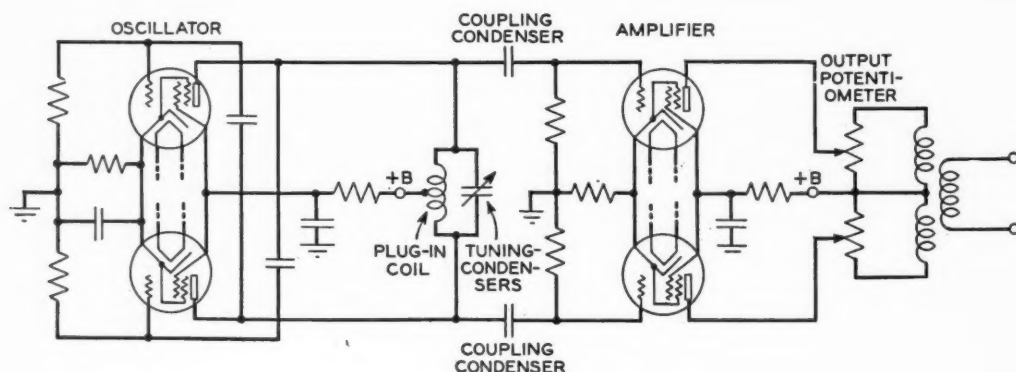 OSCILLATOR
COUPLING
CONDENSER
AMPLIFIER
OUTPUT
POTENTI-
OMETER
+B
+B
PLUG-IN
COIL
TUNING-
CONDEN-
SERS
COUPLING
CONDENSER